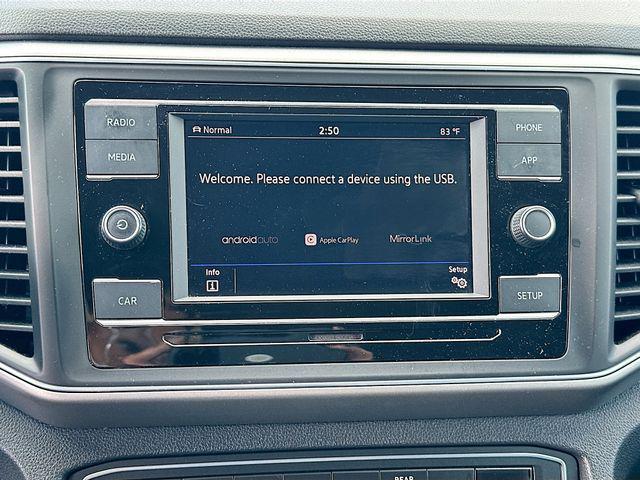 RADIO
MEDIA
CAR
Normal 2:50 83 °F
Welcome. Please connect a device using the USB.
androidauto Apple CarPlay MirrorLink
Info Setup
PHONE
APP
SETUP
REAR